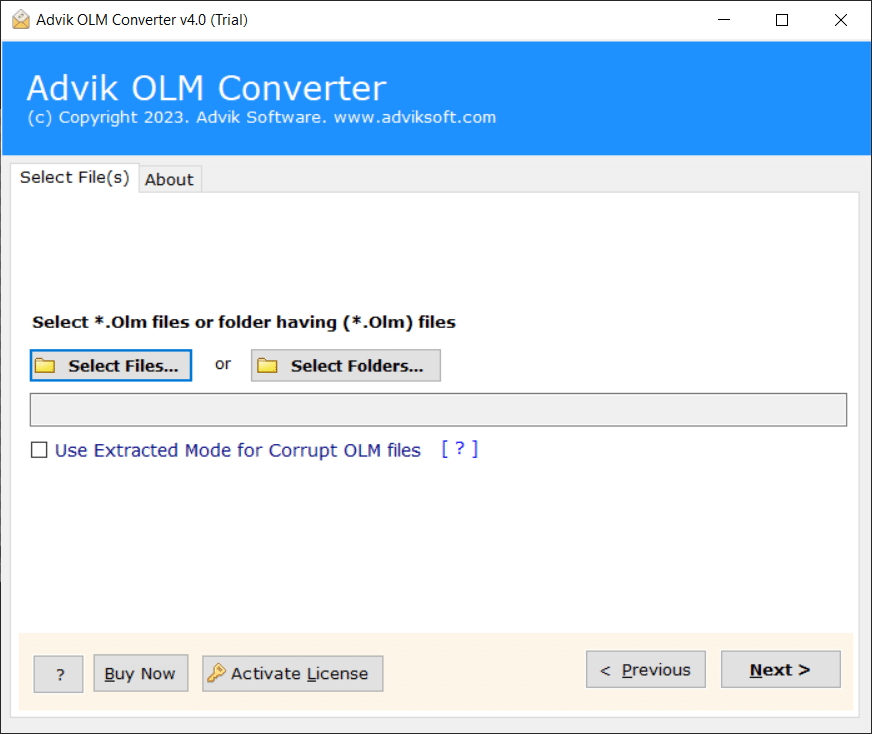 Advik OLM Converter v4.0 (Trial)
Advik OLM Converter
(c) Copyright 2023. Advik Software. www.adviksoft.com
Select File(s) About
Select *.Olm files or folder having (*.Olm) files
Select Files... or Select Folders...
Use Extracted Mode for Corrupt OLM files [ ? ]
? Buy Now Activate License < Previous Next >